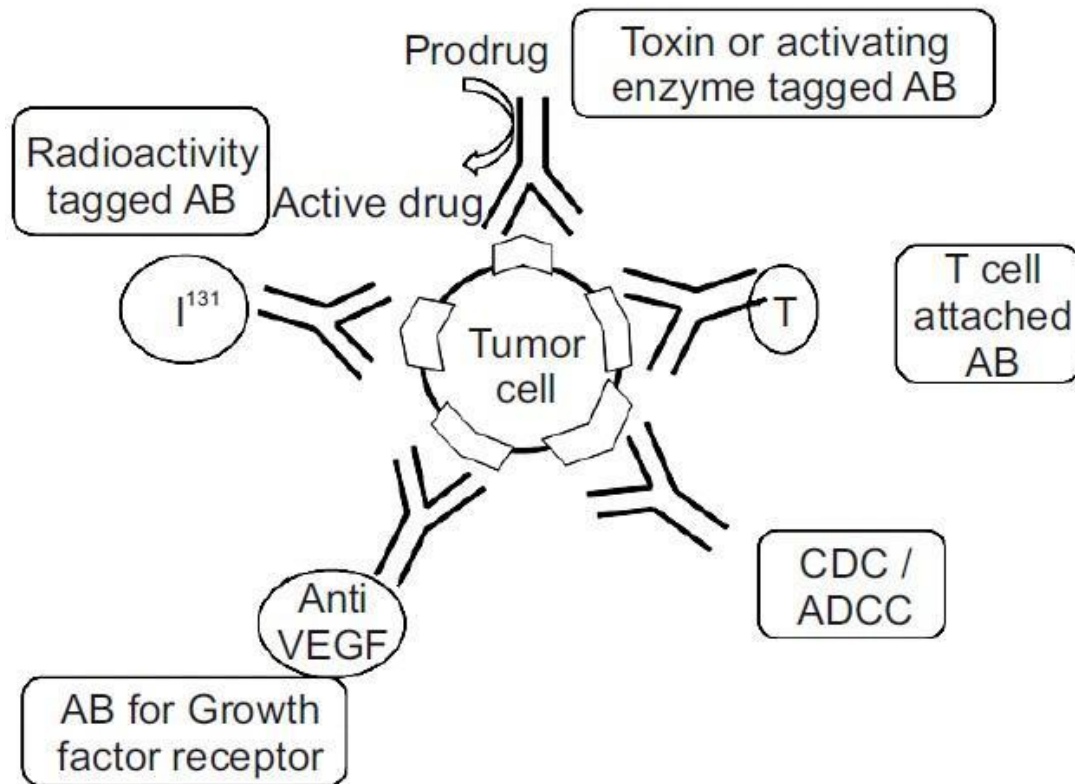 Prodrug
Toxin or activating
enzyme tagged AB
Radioactivity
tagged AB
Active drug
I¹³¹
T
T cell
attached
AB
Tumor
cell
CDC /
ADCC
Anti
VEGF
AB for Growth
factor receptor